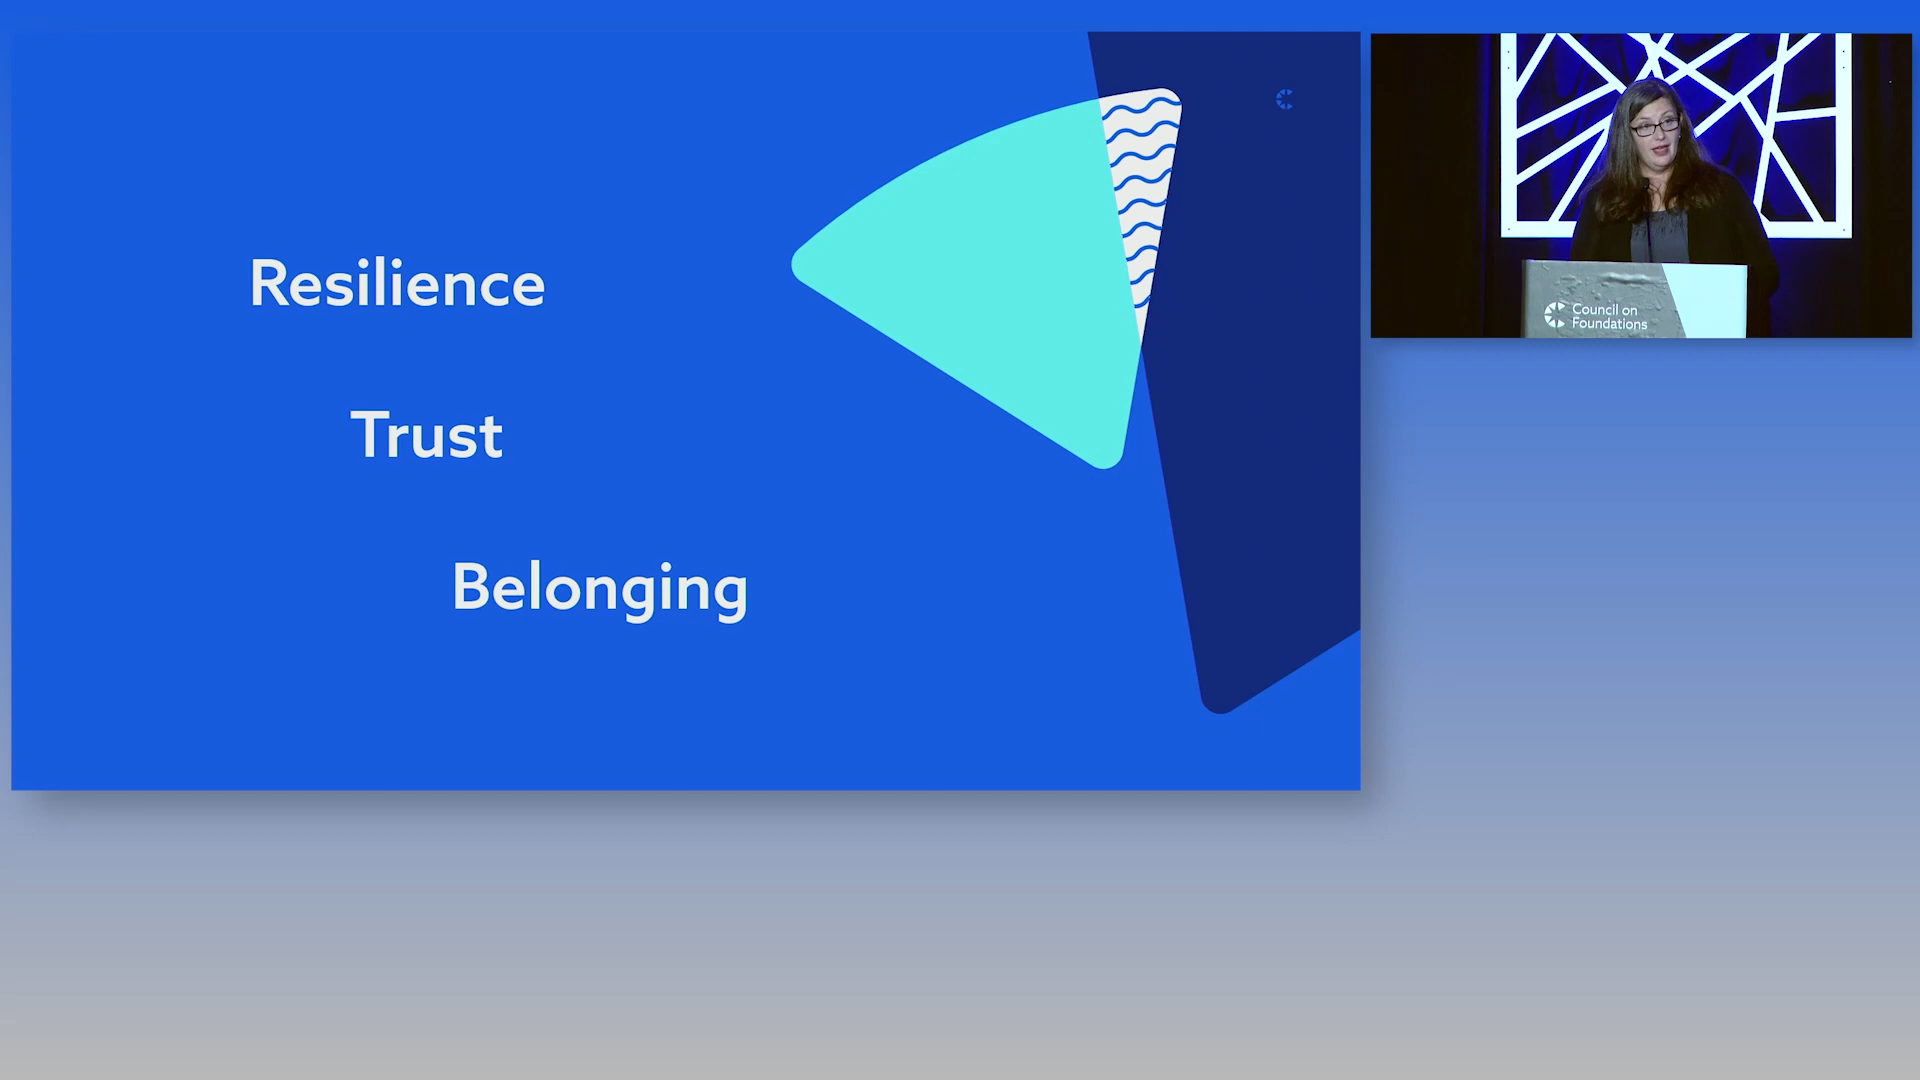 Resilience
Trust
Belonging
Council on
Foundations